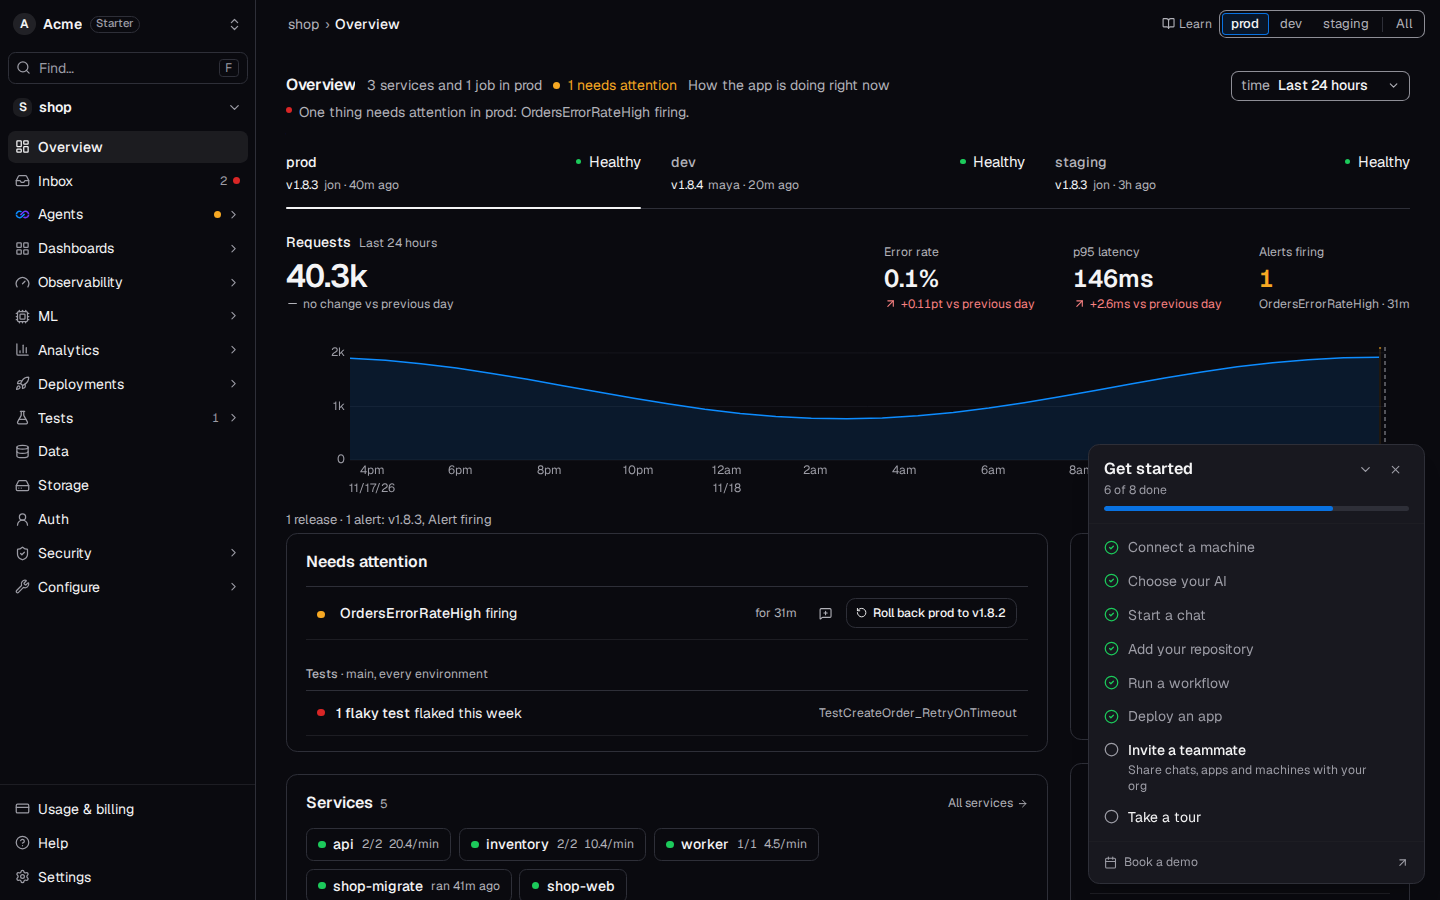 A Acme Starter
Find... F
S shop
Overview
Inbox 2
Agents
Dashboards
Observability
ML
Analytics
Deployments
Tests 1
Data
Storage
Auth
Security
Configure
Usage & billing
Help
Settings
shop › Overview
Learn prod dev staging All
Overview 3 services and 1 job in prod 1 needs attention How the app is doing right now
time Last 24 hours
One thing needs attention in prod: OrdersErrorRateHigh firing.
prod Healthy
v1.8.3 jon · 40m ago
dev Healthy
v1.8.4 maya · 20m ago
staging Healthy
v1.8.3 jon · 3h ago
Requests Last 24 hours
40.3k
— no change vs previous day
Error rate
0.1%
↗ +0.11pt vs previous day
p95 latency
146ms
↗ +2.6ms vs previous day
Alerts firing
1
OrdersErrorRateHigh · 31m
2k
1k
0
4pm 6pm 8pm 10pm 12am 2am 4am 6am 8am
11/17/26 11/18
1 release · 1 alert: v1.8.3, Alert firing
Needs attention
OrdersErrorRateHigh firing for 31m Roll back prod to v1.8.2
Tests · main, every environment
1 flaky test flaked this week TestCreateOrder_RetryOnTimeout
Services 5 All services →
api 2/2 20.4/min
inventory 2/2 10.4/min
worker 1/1 4.5/min
shop-migrate ran 41m ago
shop-web
Get started
6 of 8 done
Connect a machine
Choose your AI
Start a chat
Add your repository
Run a workflow
Deploy an app
Invite a teammate
Share chats, apps and machines with your
org
Take a tour
Book a demo